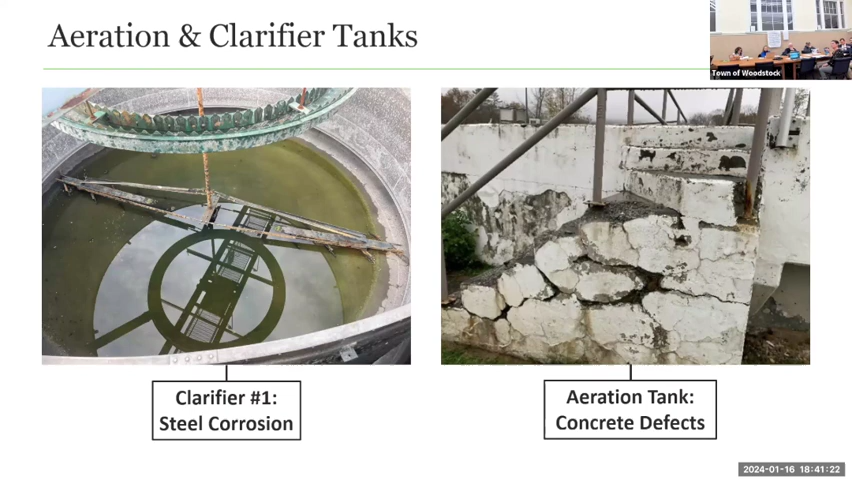 Aeration & Clarifier Tanks
Town of Woodstock
Clarifier #1:
Steel Corrosion
Aeration Tank:
Concrete Defects
2024-01-16 18:41:22